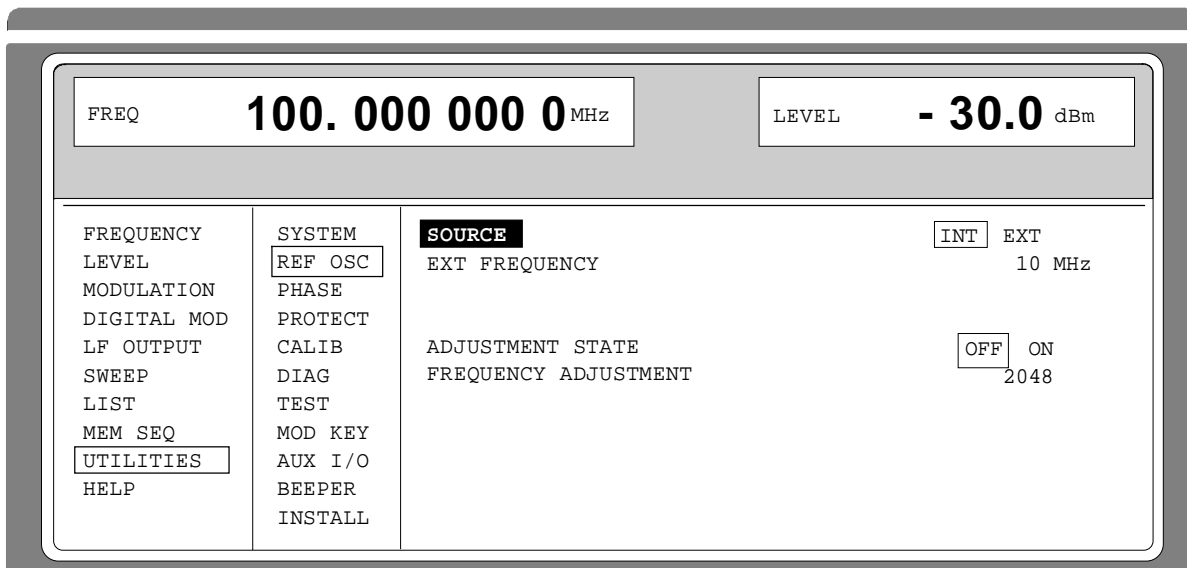 FREQ 100. 000 000 0 MHz LEVEL - 30.0 dBm
FREQUENCY SYSTEM SOURCE INT EXT
LEVEL REF OSC EXT FREQUENCY 10 MHz
MODULATION PHASE
DIGITAL MOD PROTECT
LF OUTPUT CALIB ADJUSTMENT STATE OFF ON
SWEEP DIAG FREQUENCY ADJUSTMENT 2048
LIST TEST
MEM SEQ MOD KEY
UTILITIES AUX I/O
HELP BEEPER
INSTALL